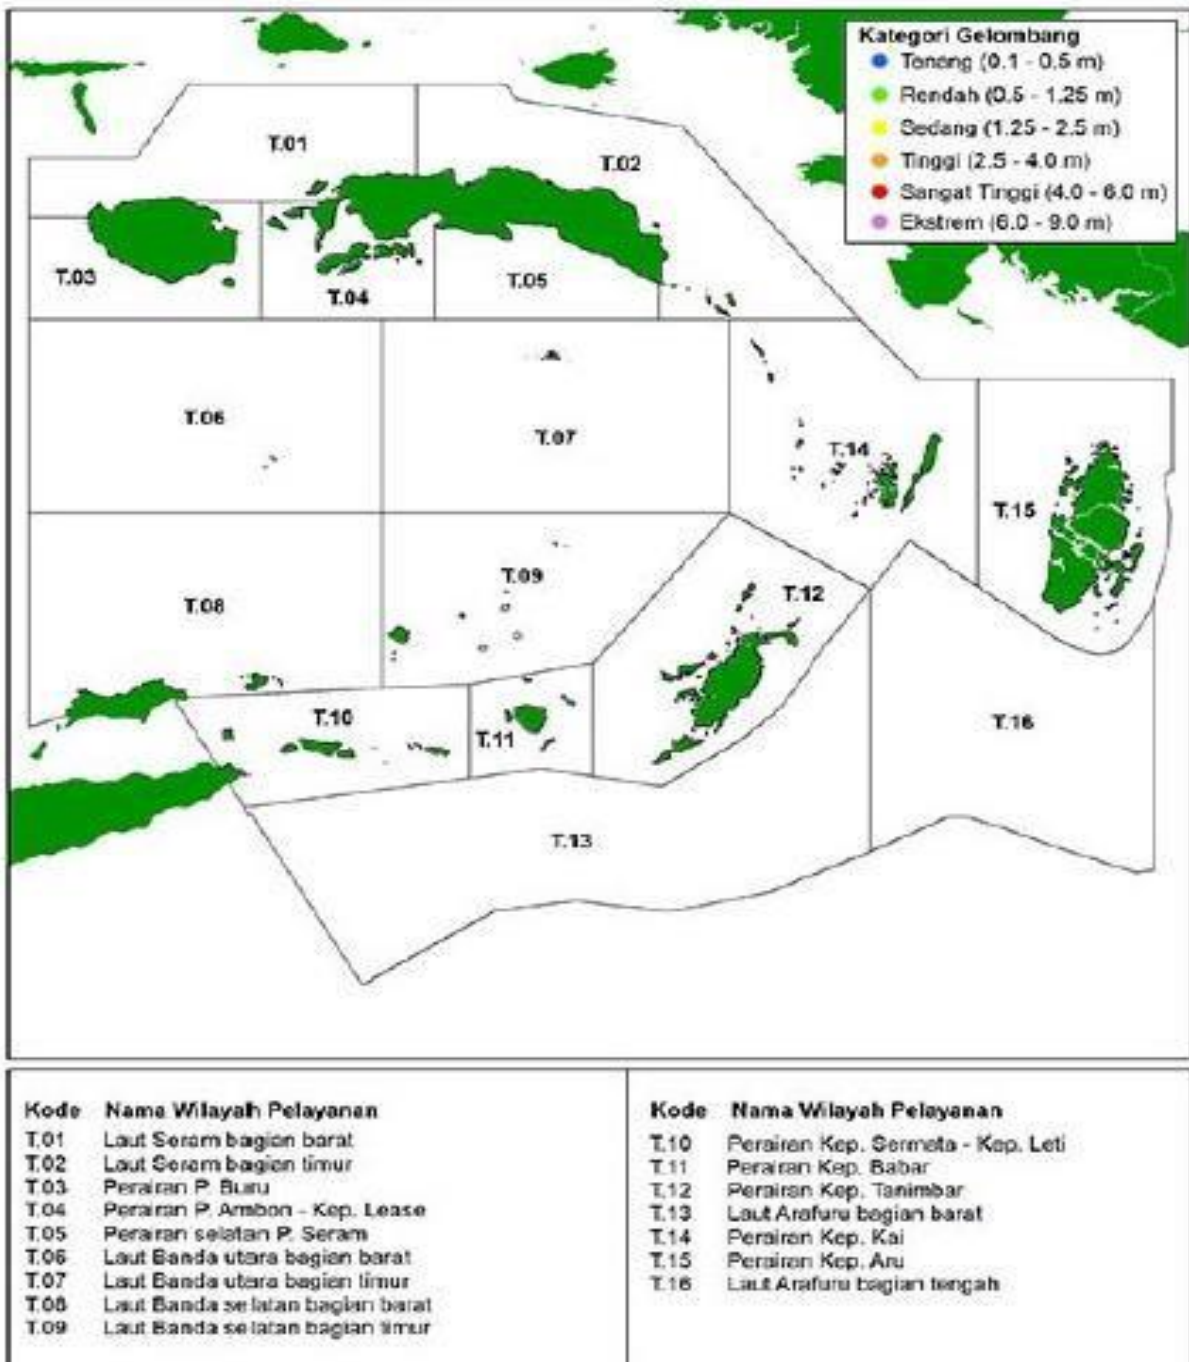 Kategori Gelombang
Tenang (0.1 - 0.5 m)
Rendah (0.5 - 1.25 m)
Sedang (1.25 - 2.5 m)
Tinggi (2.5 - 4.0 m)
Sangat Tinggi (4.0 - 6.0 m)
Ekstrem (6.0 - 9.0 m)
T.01
T.02
T.03
T.04
T.05
T.06
T.07
T.14
T.15
T.08
T.09
T.12
T.10
T.11
T.16
T.13
Kode Nama Wilayah Pelayanan
T.01 Laut Seram bagian barat
T.02 Laut Seram bagian timur
T.03 Perairan P. Buru
T.04 Perairan P. Ambon - Kep. Lease
T.05 Perairan selatan P. Seram
T.06 Laut Banda utara bagian barat
T.07 Laut Banda utara bagian timur
T.08 Laut Banda selatan bagian barat
T.09 Laut Banda selatan bagian timur
Kode Nama Wilayah Pelayanan
T.10 Perairan Kep. Sermata - Kep. Leti
T.11 Perairan Kep. Babar
T.12 Perairan Kep. Tanimbar
T.13 Laut Arafuru bagian barat
T.14 Perairan Kep. Kai
T.15 Perairan Kep. Aru
T.16 Laut Arafuru bagian tengah